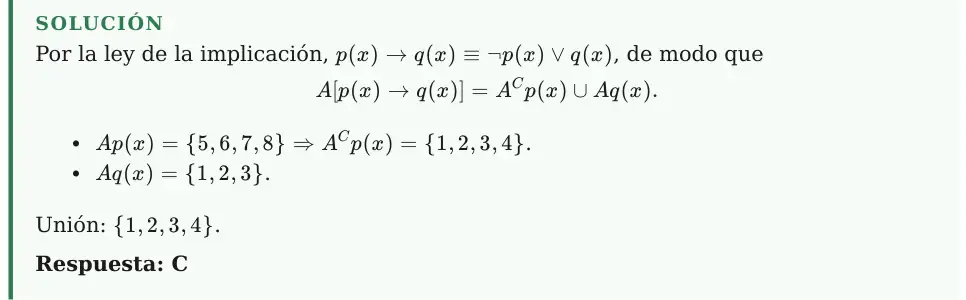 SOLUCIÓN
Por la ley de la implicación, p(x) → q(x) ≡ ¬p(x) ∨ q(x), de modo que
A[p(x) → q(x)] = A^C p(x) ∪ Aq(x).
• Ap(x) = {5, 6, 7, 8} ⇒ A^C p(x) = {1, 2, 3, 4}.
• Aq(x) = {1, 2, 3}.
Unión: {1, 2, 3, 4}.
Respuesta: C